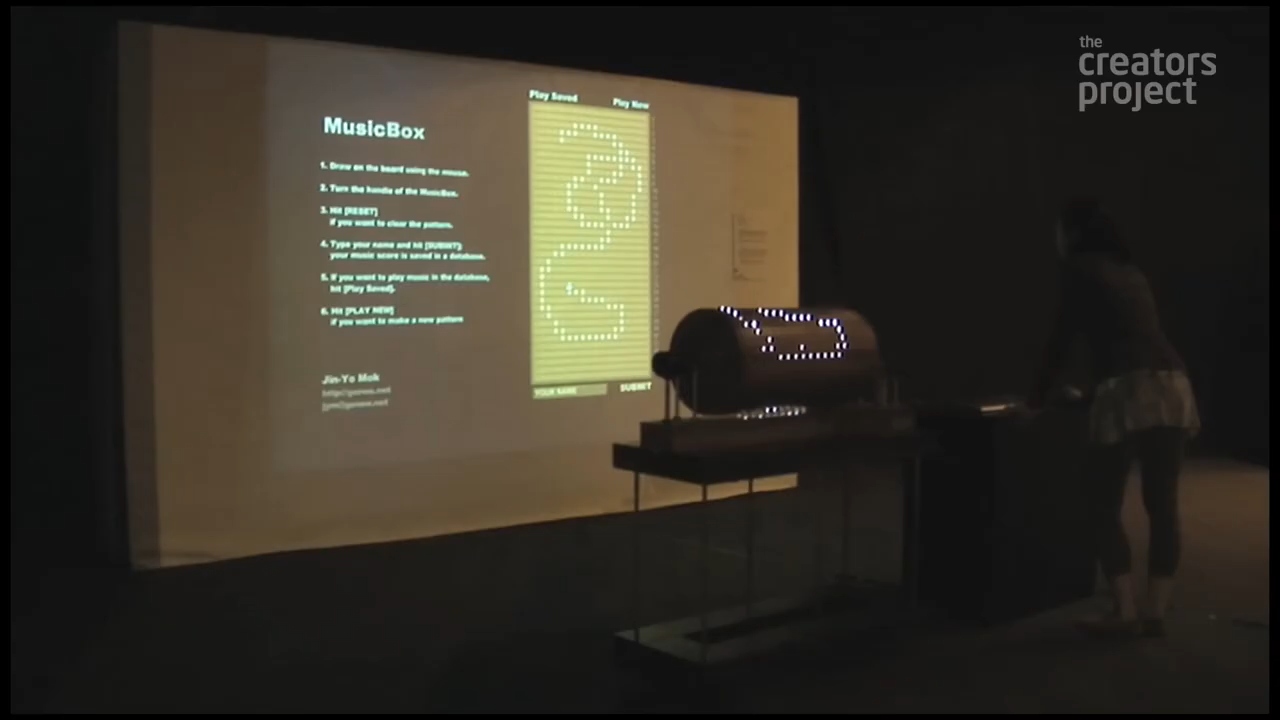 the
creators
project
Play Saved
Play New
MusicBox
1. Draw on the board using the mouse.
2. Turn the handle of the MusicBox.
3. Hit [RESET]
if you want to clear the pattern.
4. Type your name and hit [SUBMIT]
your music score is saved in a database.
5. If you want to play music in the database,
hit [Play Saved].
6. Hit [PLAY NEW]
if you want to make a new pattern
Jin-Yo Mok
YOUR NAME
SUBMIT